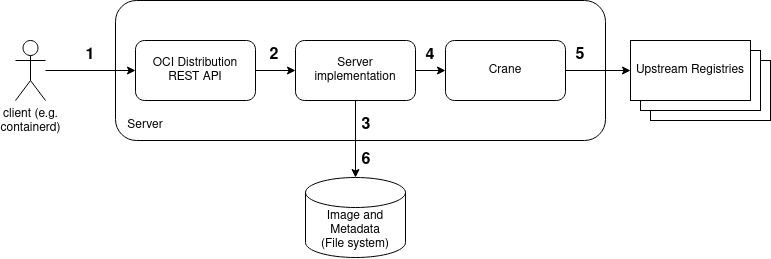 1
2
4
5
OCI Distribution
REST API
Server
implementation
Crane
Upstream Registries
client (e.g.
containerd)
Server
3
6
Image and
Metadata
(File system)